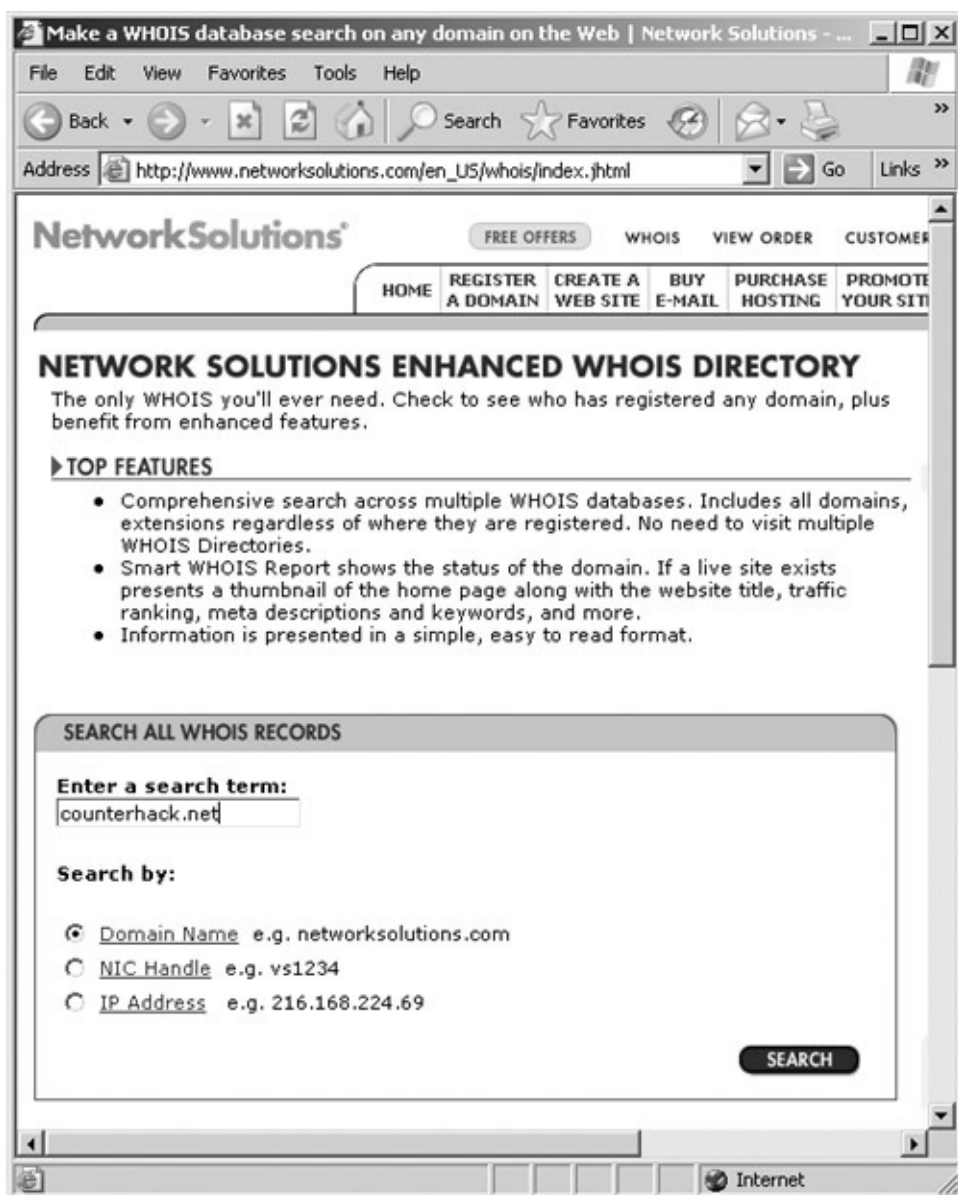 Make a WHOIS database search on any domain on the Web | Network Solutions - ...
File Edit View Favorites Tools Help
Back Search Favorites »
Address http://www.networksolutions.com/en_US/whois/index.jhtml Go Links »
NetworkSolutions® FREE OFFERS WHOIS VIEW ORDER CUSTOMER
HOME REGISTER A DOMAIN CREATE A WEB SITE BUY E-MAIL PURCHASE HOSTING PROMOTE YOUR SIT
NETWORK SOLUTIONS ENHANCED WHOIS DIRECTORY
The only WHOIS you'll ever need. Check to see who has registered any domain, plus
benefit from enhanced features.
TOP FEATURES
• Comprehensive search across multiple WHOIS databases. Includes all domains,
extensions regardless of where they are registered. No need to visit multiple
WHOIS Directories.
• Smart WHOIS Report shows the status of the domain. If a live site exists
presents a thumbnail of the home page along with the website title, traffic
ranking, meta descriptions and keywords, and more.
• Information is presented in a simple, easy to read format.
SEARCH ALL WHOIS RECORDS
Enter a search term:
counterhack.net
Search by:
Domain Name e.g. networksolutions.com
NIC Handle e.g. vs1234
IP Address e.g. 216.168.224.69
SEARCH
Internet